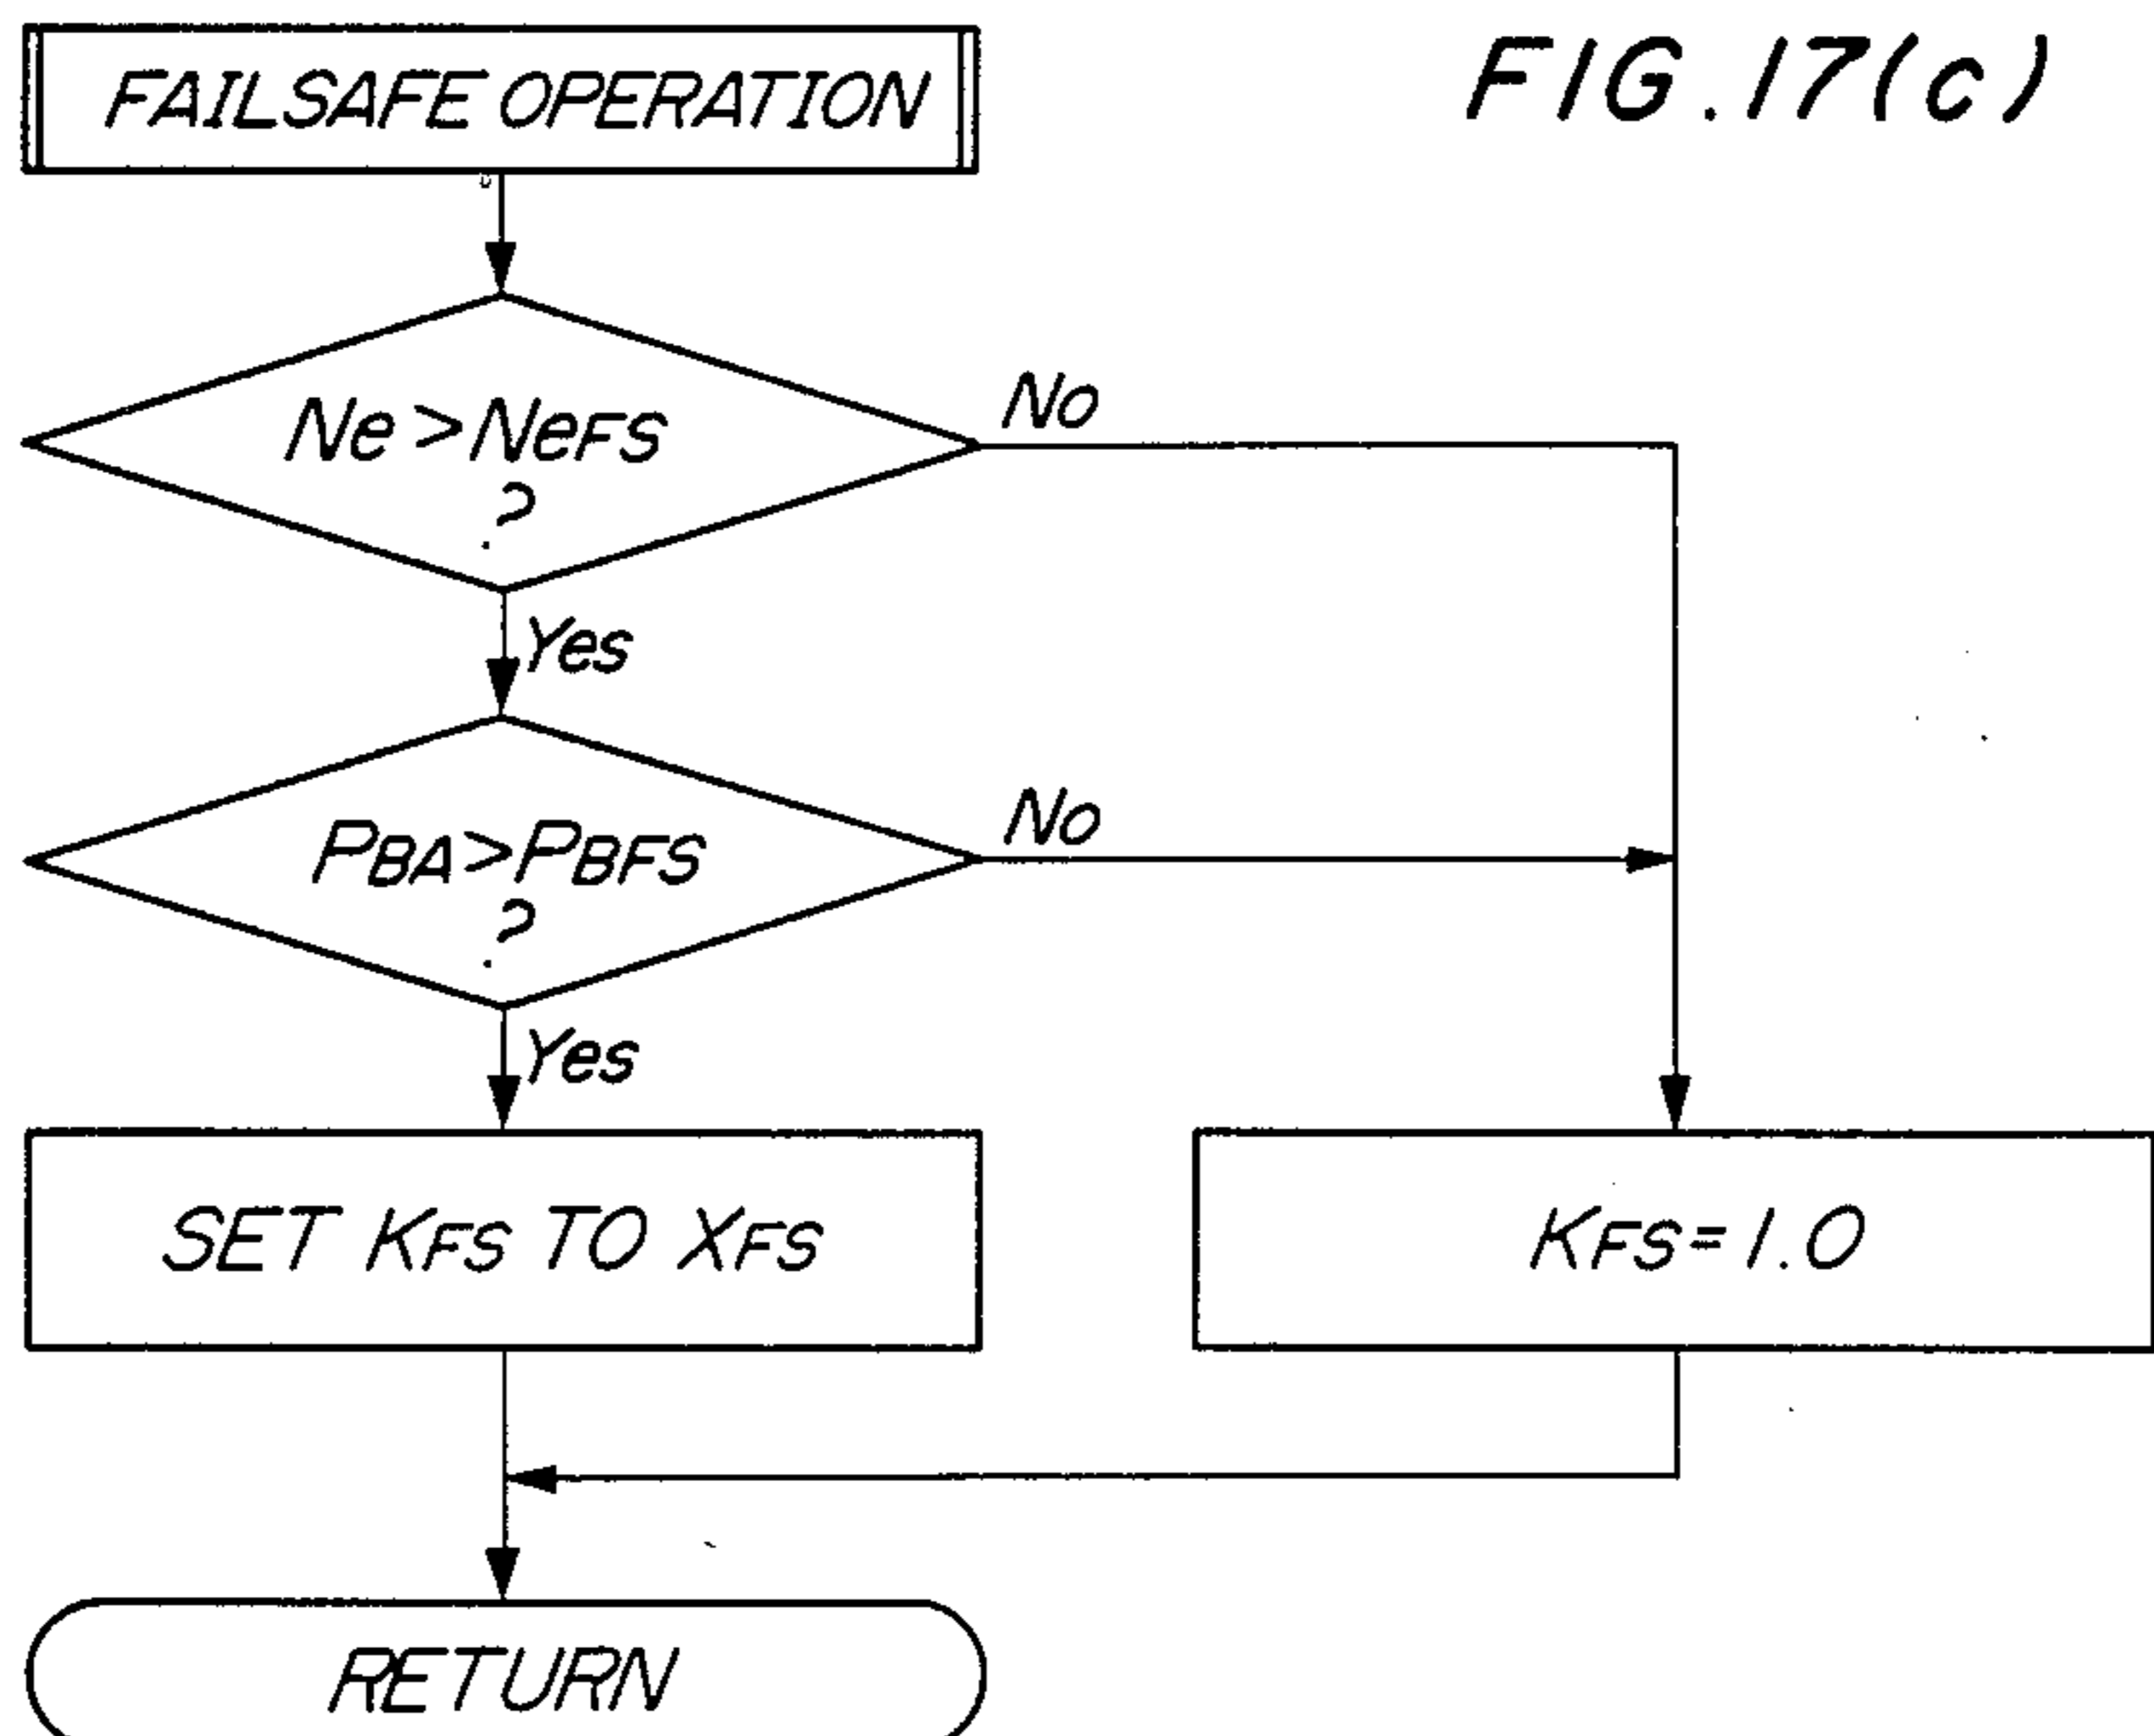 FAILSAFE OPERATION
FIG.17(c)
Ne>NeFS
?
No
Yes
PBA>PBFS
?
No
Yes
SET KFS TO XFS
KFS=1.0
RETURN